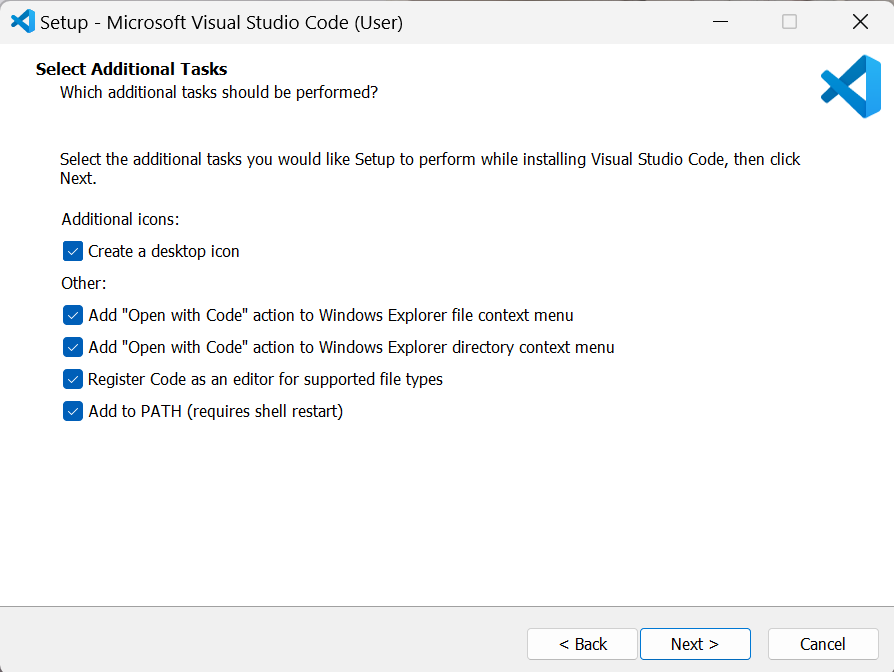 Setup - Microsoft Visual Studio Code (User)
Select Additional Tasks
Which additional tasks should be performed?
Select the additional tasks you would like Setup to perform while installing Visual Studio Code, then click
Next.
Additional icons:
Create a desktop icon
Other:
Add "Open with Code" action to Windows Explorer file context menu
Add "Open with Code" action to Windows Explorer directory context menu
Register Code as an editor for supported file types
Add to PATH (requires shell restart)
< Back
Next >
Cancel